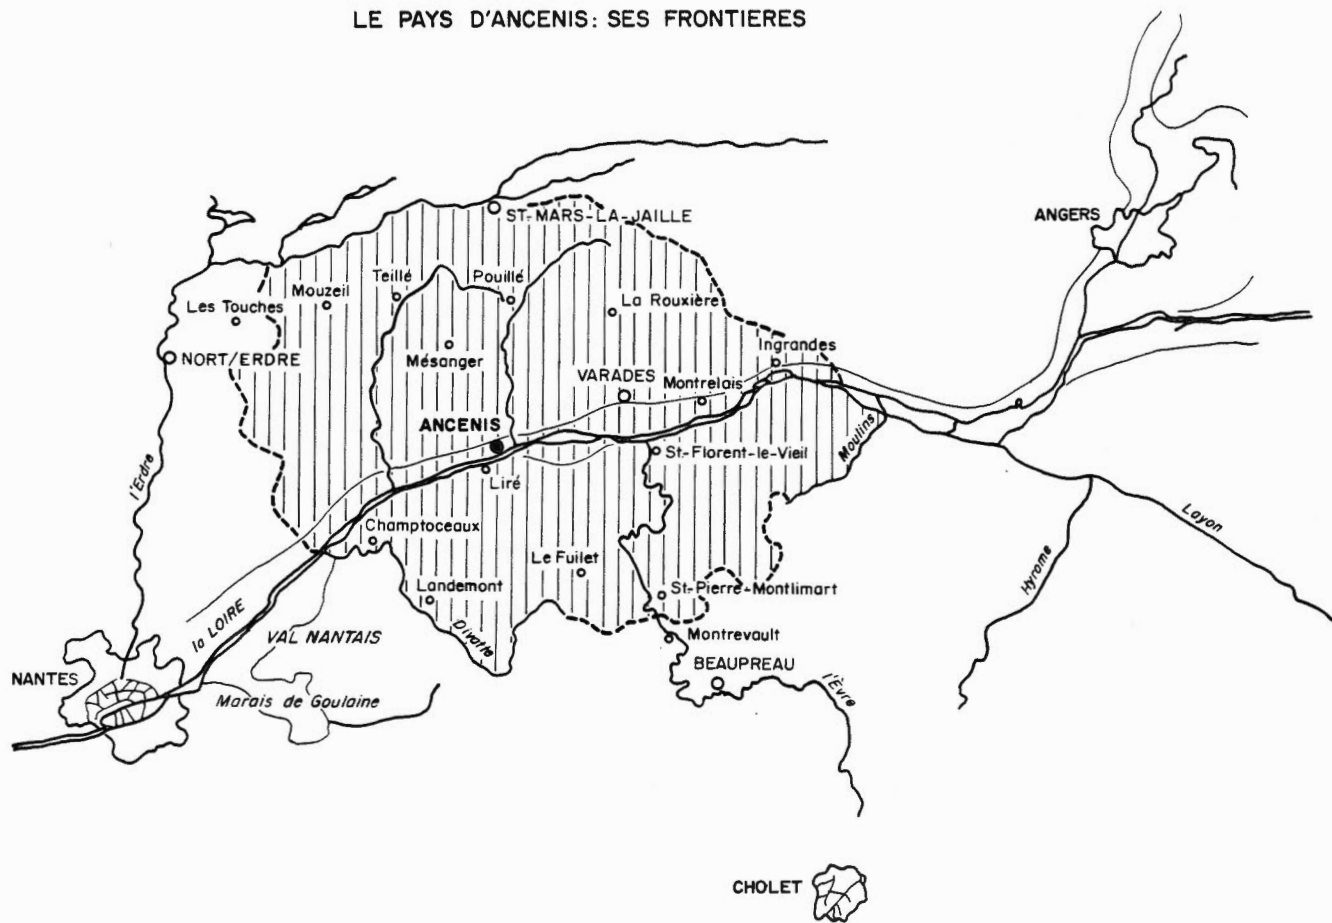 LE PAYS D'ANCENIS: SES FRONTIERES
ANGERS
ST-MARS-LA-JAILLE
Teillé
Pouillé
Mouzeil
Les Touches
La Rouxière
NORT/ERDRE
Mésanger
Ingrandes
VARADES
Montrelais
ANCENIS
Moulins
St-Florent-le-Vieil
Liré
l'Erdre
Champtoceaux
Layon
Le Fuilet
Hyrome
Landemont
St-Pierre-Montlimart
la LOIRE
VAL NANTAIS
Divatte
Montrevault
BEAUPREAU
NANTES
l'Èvre
Marais de Goulaine
CHOLET